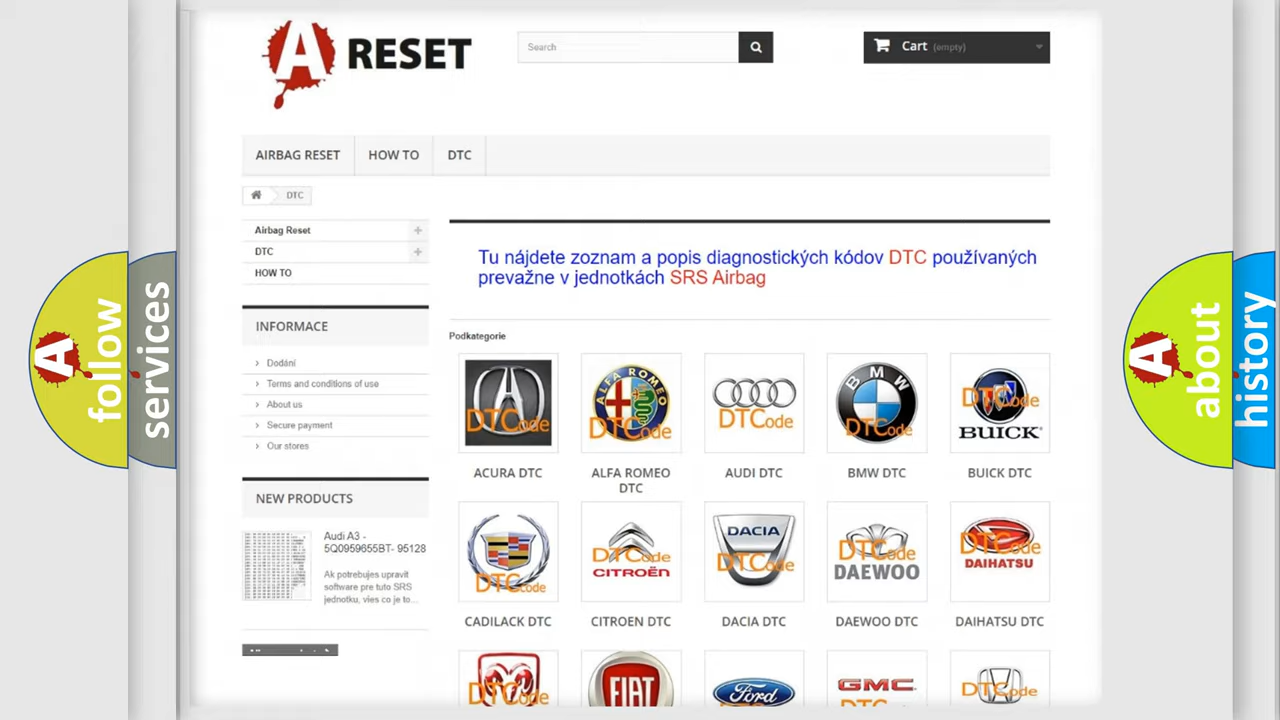 A RESET
Search
Cart (empty)
AIRBAG RESET
HOW TO
DTC
DTC
Airbag Reset
DTC
HOW TO
INFORMACE
Dodání
Terms and conditions of use
About us
Secure payment
Our stores
NEW PRODUCTS
Audi A3 -
5Q0959655BT- 95128
Ak potrebujes upravit
software pre tuto SRS
jednotku, vies co je to...
Tu nájdete zoznam a popis diagnostických kódov DTC používaných
prevažne v jednotkách SRS Airbag
Podkategorie
DTCode
ALFA ROMEO
DTCode
DTCode
BMW
DTCode
DTCode
BUICK
ACURA DTC
ALFA ROMEO
DTC
AUDI DTC
BMW DTC
BUICK DTC
DTCode
DTCode
CITROËN
DACIA
DTCode
DTCode
DAEWOO
DTCode
DAIHATSU
CADILACK DTC
CITROEN DTC
DACIA DTC
DAEWOO DTC
DAIHATSU DTC
DTCode
FIAT
Ford
GMC
DTCode
A follow
services
A about
history